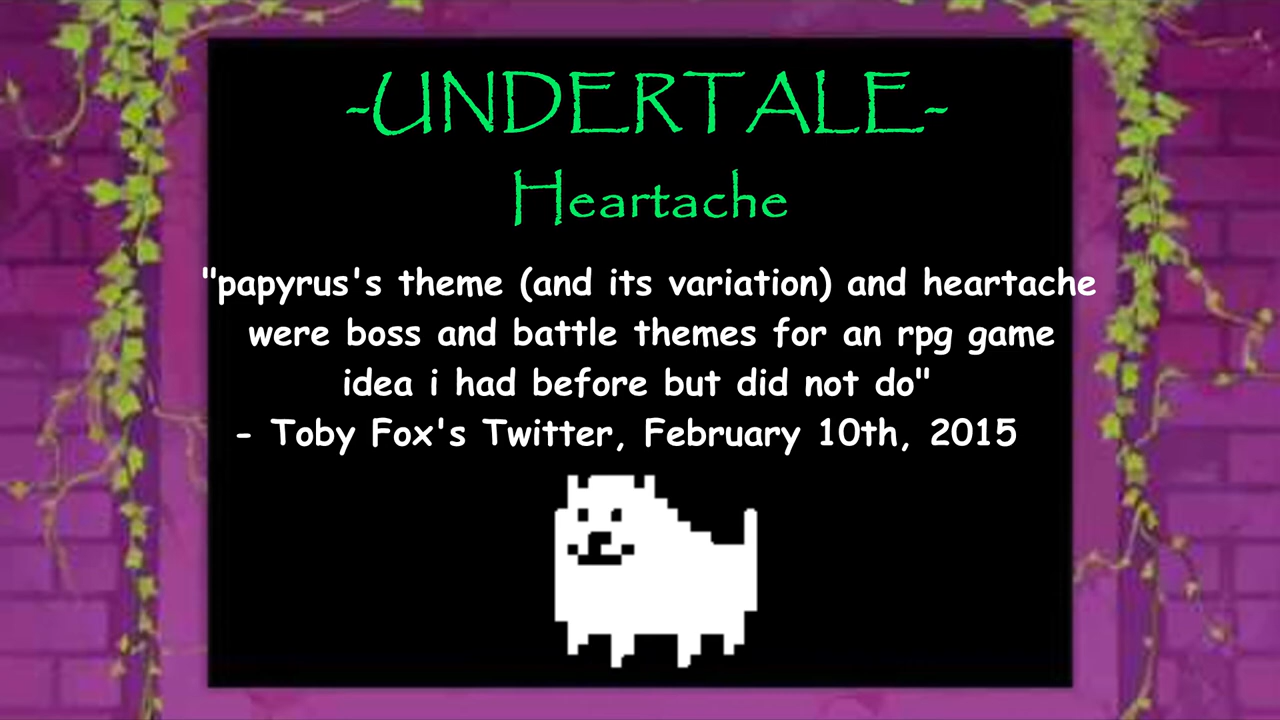 -UNDERTALE-
Heartache
"papyrus's theme (and its variation) and heartache
were boss and battle themes for an rpg game
idea i had before but did not do"
- Toby Fox's Twitter, February 10th, 2015